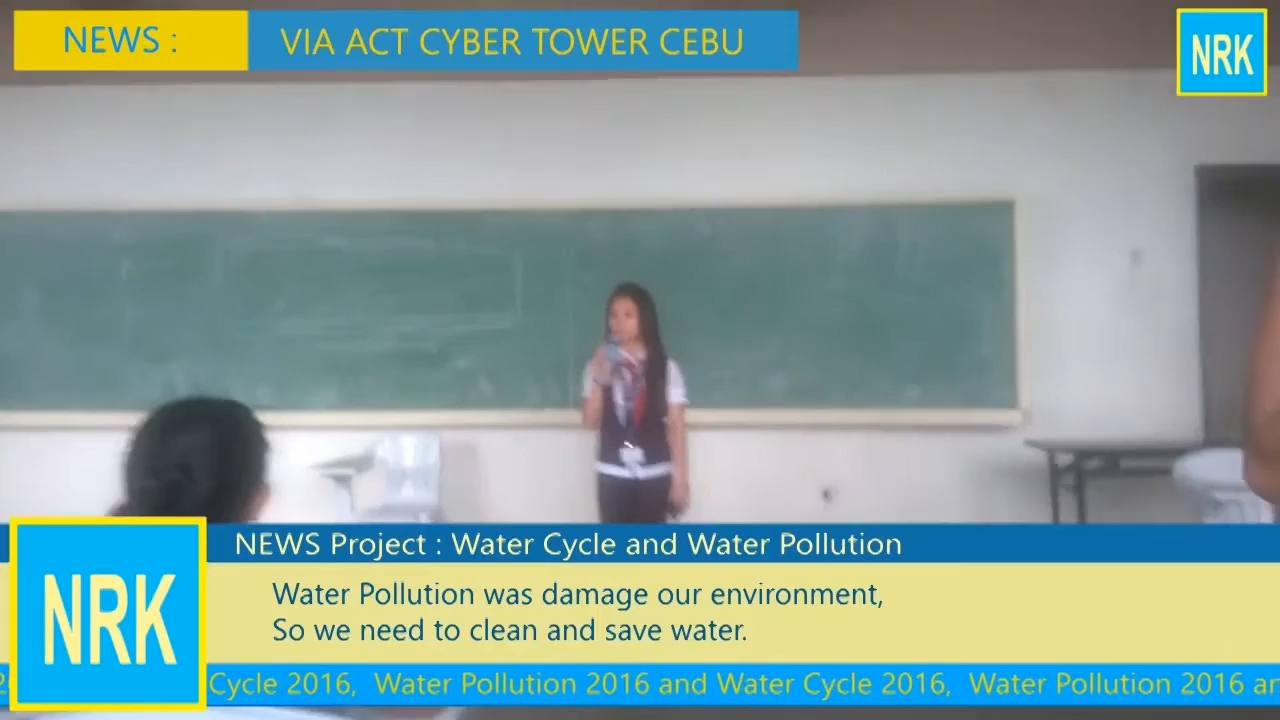 NEWS : VIA ACT CYBER TOWER CEBU
NRK
NEWS Project : Water Cycle and Water Pollution
Water Pollution was damage our environment,
So we need to clean and save water.
NRK
Cycle 2016, Water Pollution 2016 and Water Cycle 2016, Water Pollution 2016 an